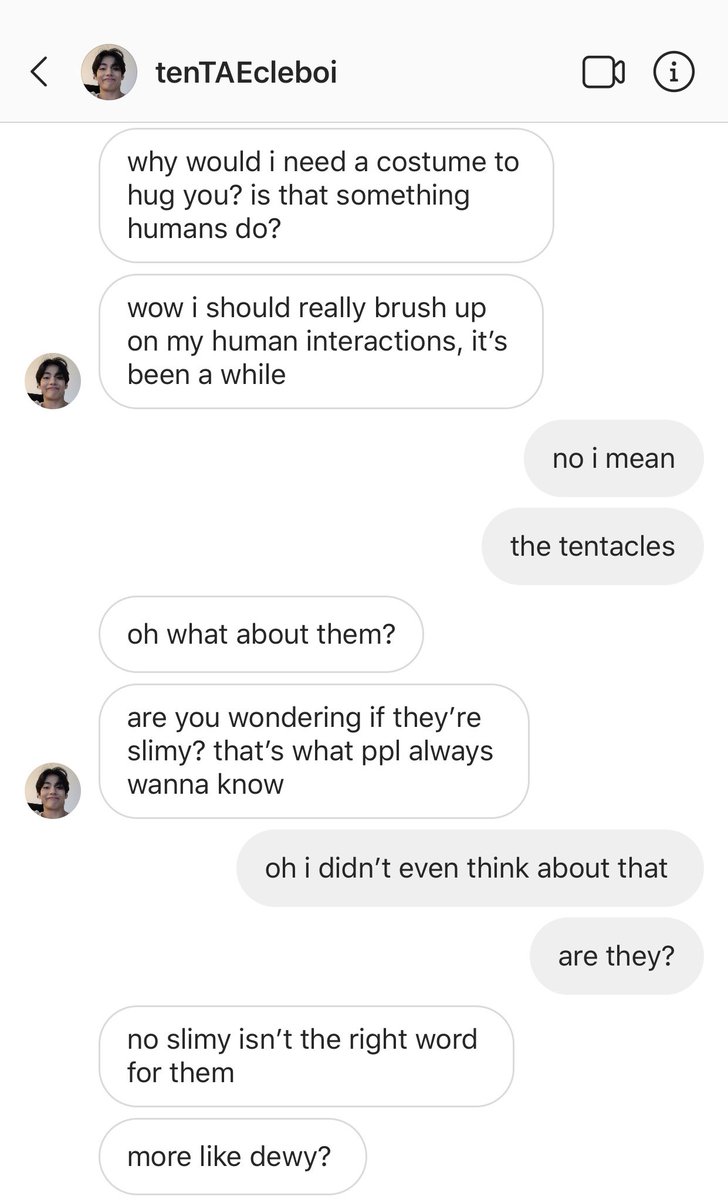 tenTAEcleboi
why would i need a costume to
hug you? is that something
humans do?
wow i should really brush up
on my human interactions, it’s
been a while
no i mean
the tentacles
oh what about them?
are you wondering if they’re
slimy? that’s what ppl always
wanna know
oh i didn’t even think about that
are they?
no slimy isn’t the right word
for them
more like dewy?